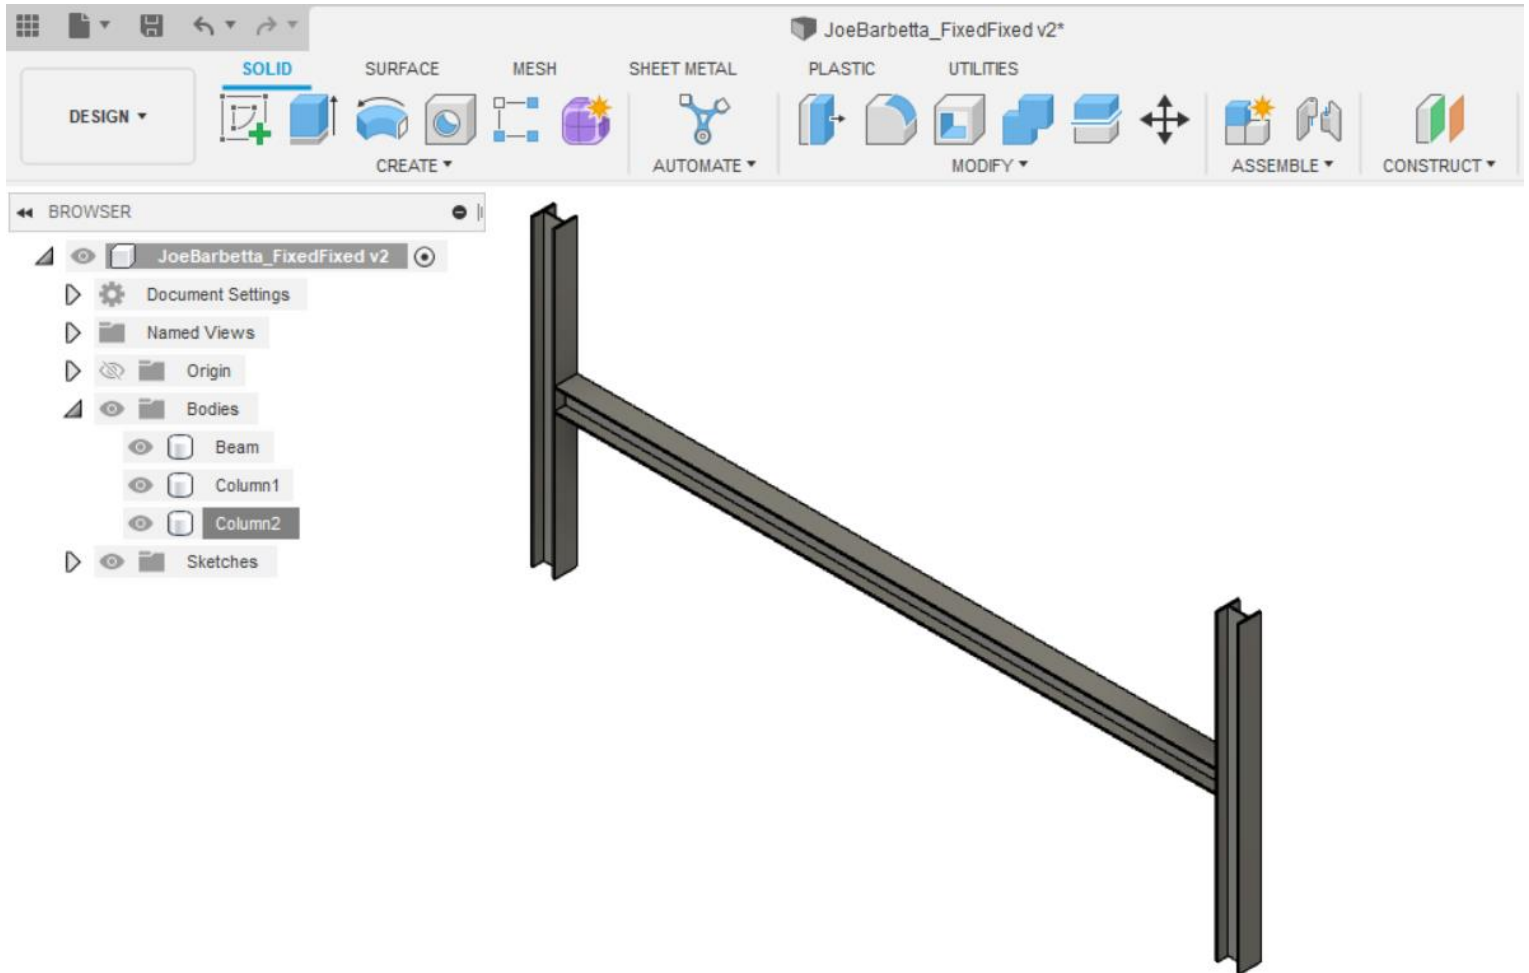 JoeBarbetta_FixedFixed v2*
SOLID SURFACE MESH SHEET METAL PLASTIC UTILITIES
DESIGN
CREATE AUTOMATE MODIFY ASSEMBLE CONSTRUCT
BROWSER
JoeBarbetta_FixedFixed v2
Document Settings
Named Views
Origin
Bodies
Beam
Column1
Column2
Sketches